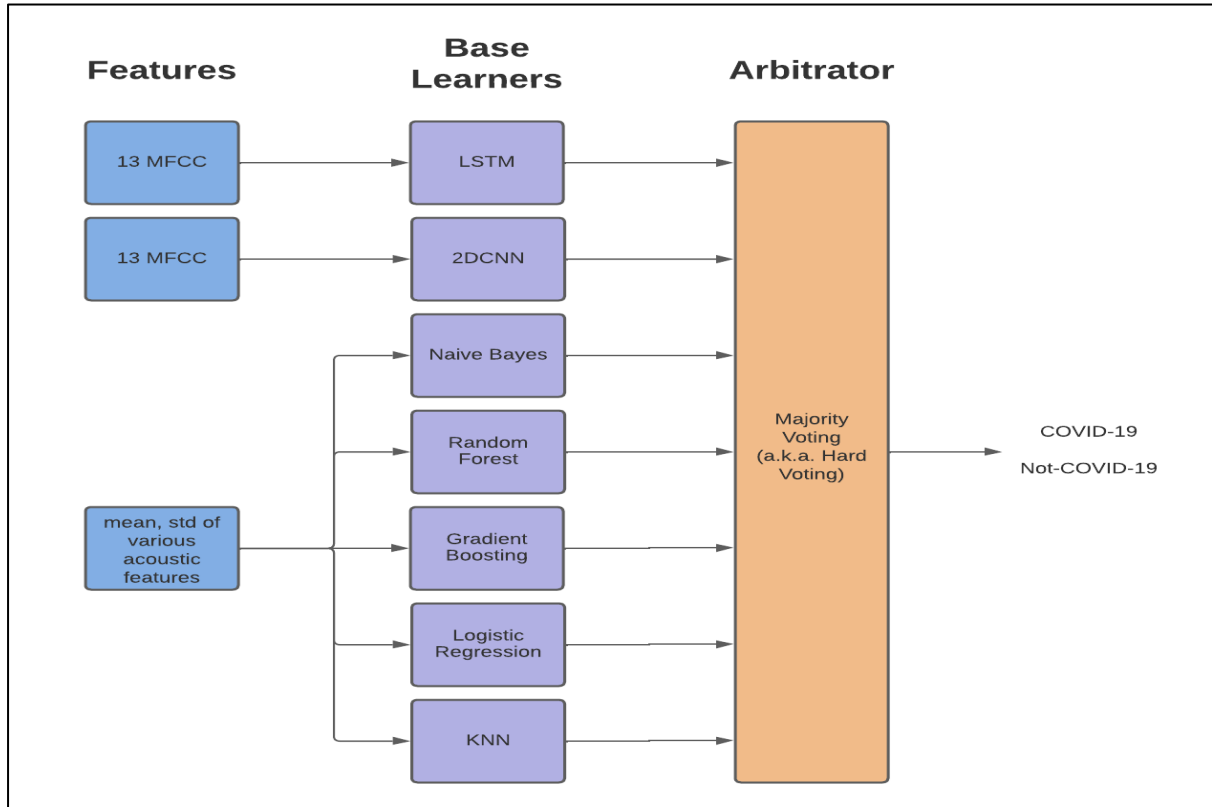 Features
Base
Learners
Arbitrator
13 MFCC
LSTM
13 MFCC
2DCNN
Naive Bayes
Random
Forest
mean, std of
various
acoustic
features
Gradient
Boosting
Logistic
Regression
KNN
Majority
Voting
(a.k.a. Hard
Voting)
COVID-19
Not-COVID-19